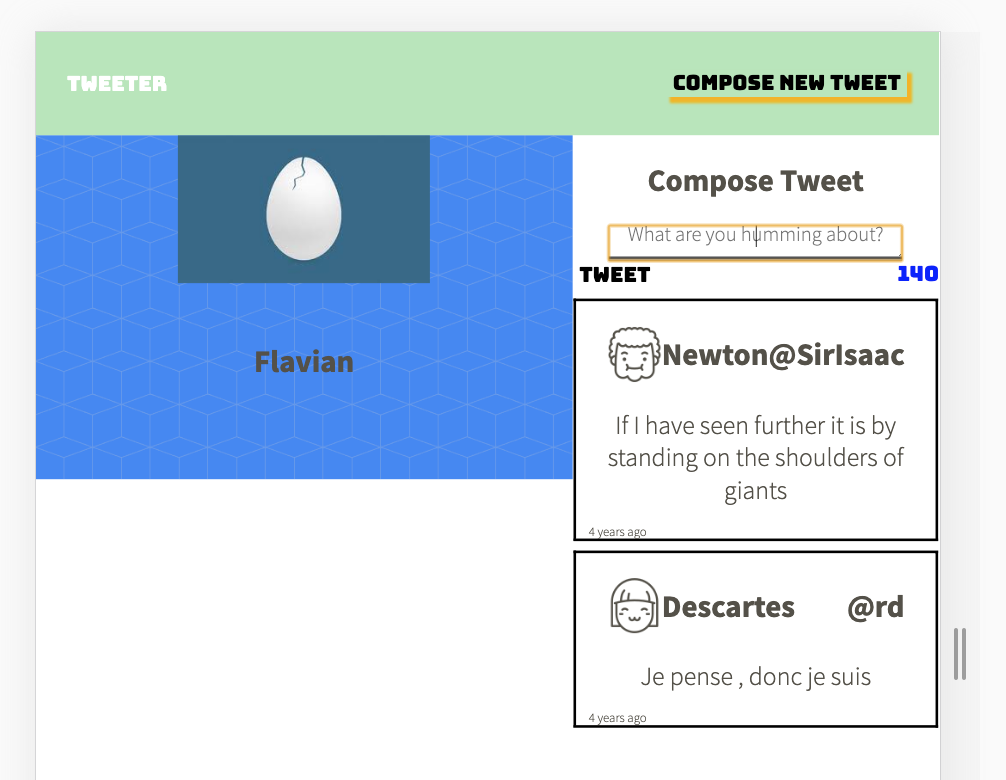 TWEETER
COMPOSE NEW TWEET
Flavian
Compose Tweet
What are you humming about?
TWEET 140
Newton@SirIsaac
If I have seen further it is by
standing on the shoulders of
giants
4 years ago
Descartes @rd
Je pense , donc je suis
4 years ago